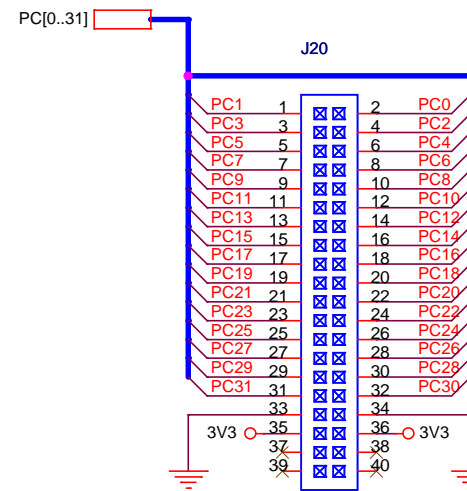 PC[0..31]
J20
PC1 1 2 PC0
PC3 3 4 PC2
PC5 5 6 PC4
PC7 7 8 PC6
PC9 9 10 PC8
PC11 11 12 PC10
PC13 13 14 PC12
PC15 15 16 PC14
PC17 17 18 PC16
PC19 19 20 PC18
PC21 21 22 PC20
PC23 23 24 PC22
PC25 25 26 PC24
PC27 27 28 PC26
PC29 29 30 PC28
PC31 31 32 PC30
33 34
3V3 35 36 3V3
37 38
39 40